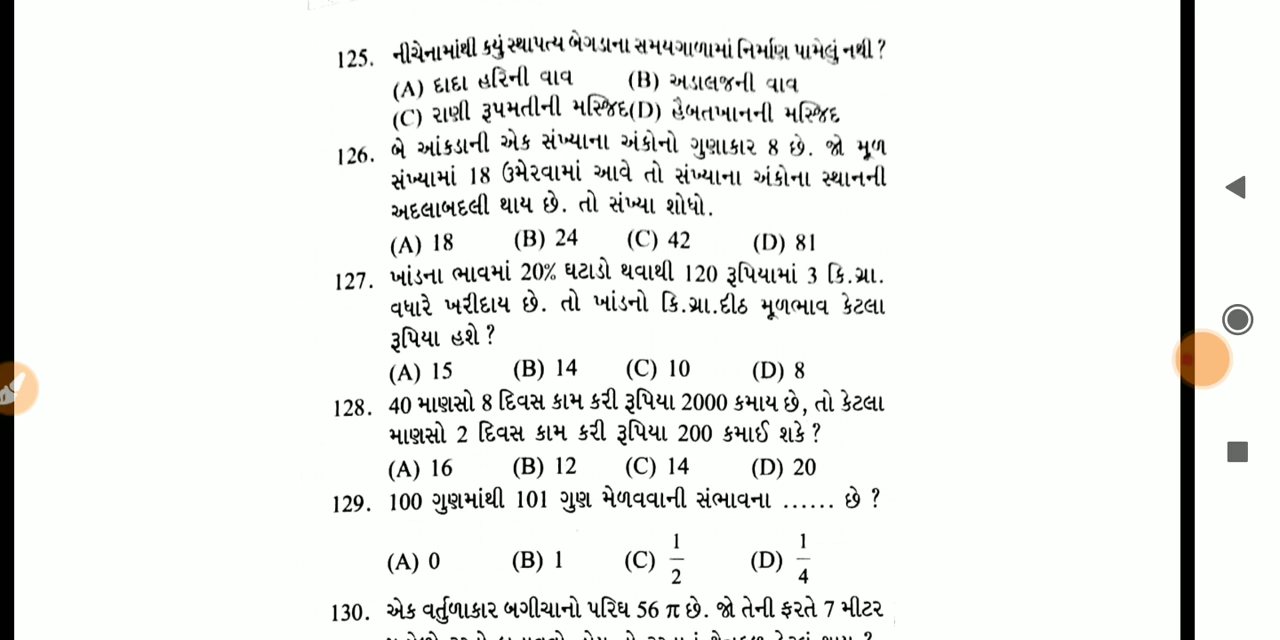 125. નીચેનામાંથી કયું સ્થાપત્ય બેગડાના સમયગાળામાં નિર્માણ પામેલું નથી ?
(A) દાદા હરિની વાવ (B) અડાલજની વાવ
(C) રાણી રૂપમતીની મસ્જિદ(D) હૈબતખાનની મસ્જિદ
126. બે આંકડાની એક સંખ્યાના અંકોનો ગુણાકાર 8 છે. જો મૂળ
સંખ્યામાં 18 ઉમેરવામાં આવે તો સંખ્યાના અંકોના સ્થાનની
અદલાબદલી થાય છે. તો સંખ્યા શોધો.
(A) 18 (B) 24 (C) 42 (D) 81
127. ખાંડના ભાવમાં 20% ઘટાડો થવાથી 120 રૂપિયામાં 3 કિ.ગ્રા.
વધારે ખરીદાય છે. તો ખાંડનો કિ.ગ્રા.દીઠ મૂળભાવ કેટલા
રૂપિયા હશે ?
(A) 15 (B) 14 (C) 10 (D) 8
128. 40 માણસો 8 દિવસ કામ કરી રૂપિયા 2000 કમાય છે, તો કેટલા
માણસો 2 દિવસ કામ કરી રૂપિયા 200 કમાઈ શકે ?
(A) 16 (B) 12 (C) 14 (D) 20
129. 100 ગુણમાંથી 101 ગુણ મેળવવાની સંભાવના ...... છે ?
(A) 0 (B) 1 (C) 1/2 (D) 1/4
130. એક વર્તુળાકાર બગીચાનો પરિઘ 56 π છે. જો તેની ફરતે 7 મીટર